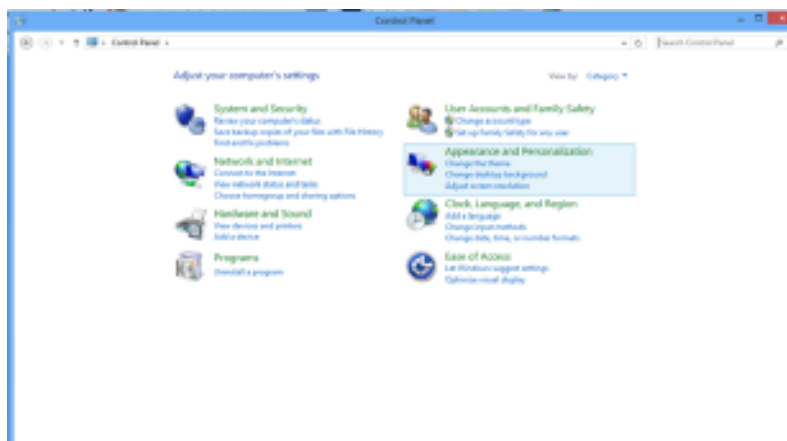 Control Panel
Control Panel
Search Control Panel
Adjust your computer's settings
View by: Category
System and Security
Review your computer's status
Save backup copies of your files with File History
Find and fix problems
Network and Internet
Connect to the Internet
View network status and tasks
Choose homegroup and sharing options
Hardware and Sound
View devices and printers
Add a device
Programs
Uninstall a program
User Accounts and Family Safety
Change account type
Set up Family Safety for any user
Appearance and Personalization
Change the theme
Change desktop background
Adjust screen resolution
Clock, Language, and Region
Add a language
Change input methods
Change date, time, or number formats
Ease of Access
Let Windows suggest settings
Optimize visual display